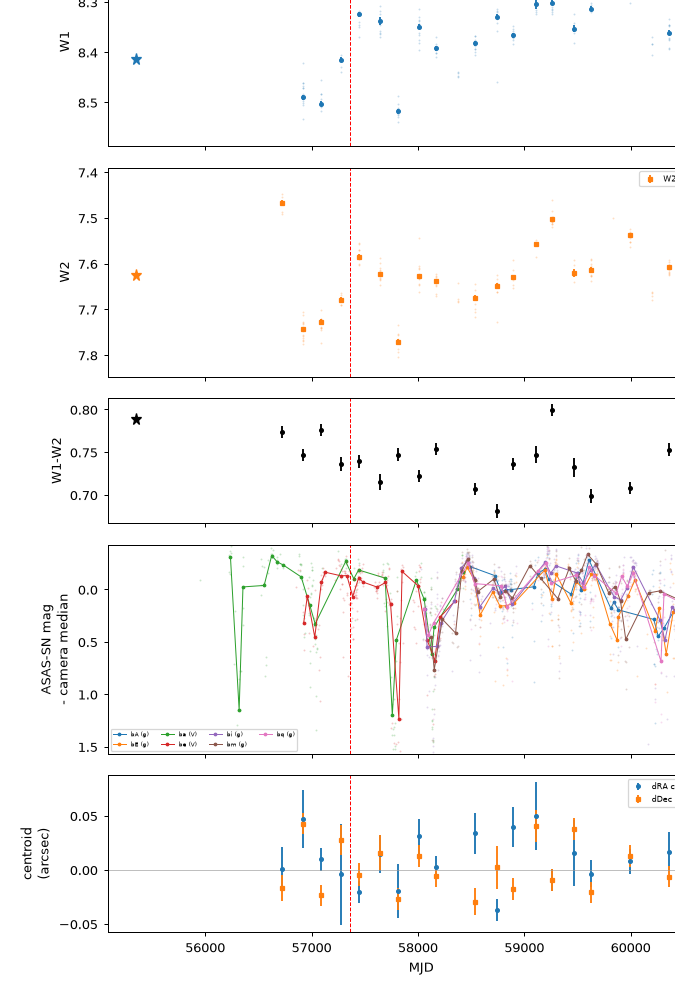 8.3
8.4
8.5
W1
7.4
7.5
7.6
7.7
7.8
W2
W2
0.80
0.75
0.70
W1-W2
0.0
0.5
1.0
1.5
ASAS-SN mag
- camera median
bA (g)
ba (V)
bi (g)
bq (g)
bE (g)
be (V)
bm (g)
0.05
0.00
−0.05
centroid
(arcsec)
dRA c
dDec
56000
57000
58000
59000
60000
MJD